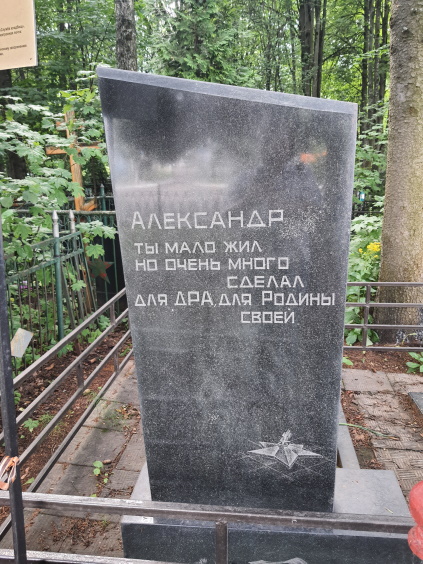 Александр
ты мало жил
но очень много
сделал
для ДРА, для Родины
своей